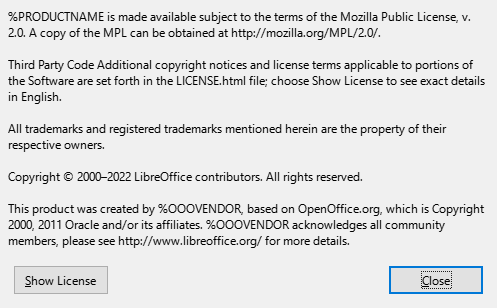 %PRODUCTNAME is made available subject to the terms of the Mozilla Public License, v.
2.0. A copy of the MPL can be obtained at http://mozilla.org/MPL/2.0/.
Third Party Code Additional copyright notices and license terms applicable to portions of
the Software are set forth in the LICENSE.html file; choose Show License to see exact details
in English.
All trademarks and registered trademarks mentioned herein are the property of their
respective owners.
Copyright © 2000–2022 LibreOffice contributors. All rights reserved.
This product was created by %OOOVENDOR, based on OpenOffice.org, which is Copyright
2000, 2011 Oracle and/or its affiliates. %OOOVENDOR acknowledges all community
members, please see http://www.libreoffice.org/ for more details.
Show License Close